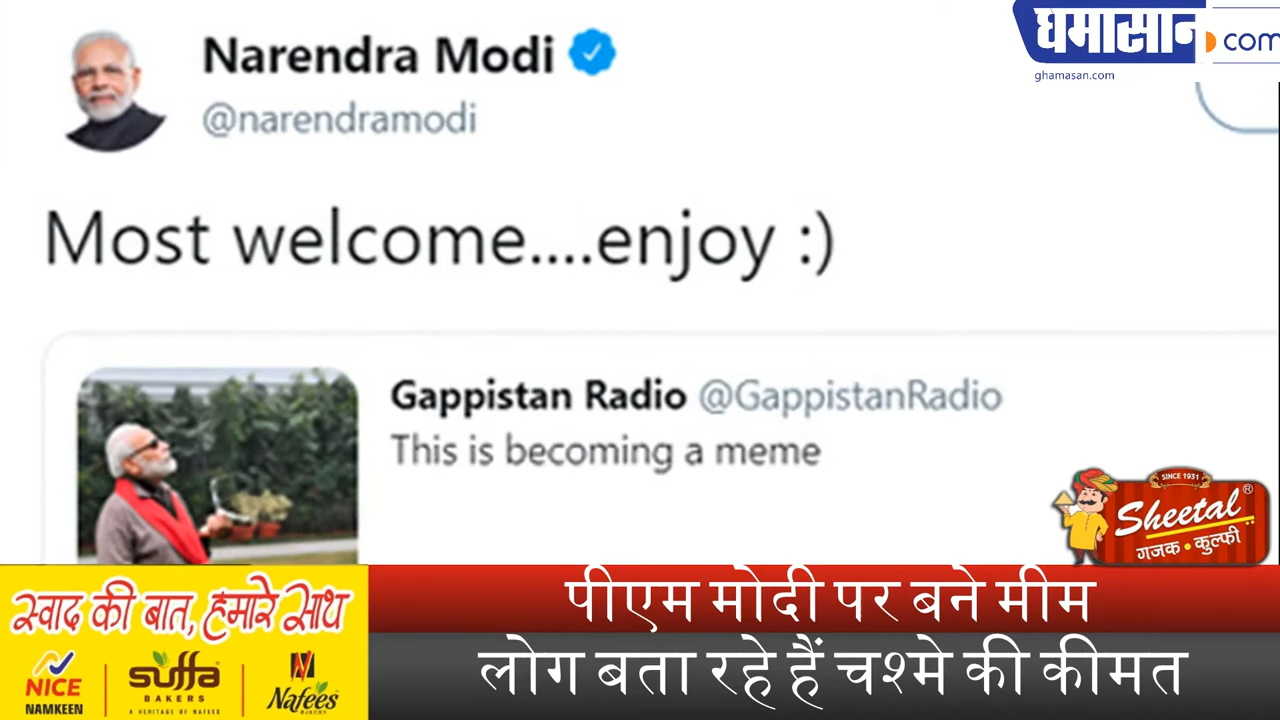 Narendra Modi
@narendramodi
घमासान.com
ghamasan.com
Most welcome....enjoy :)
Gappistan Radio @GappistanRadio
This is becoming a meme
SINCE 1931
Sheetal®
गजक • कुल्फी
स्वाद की बात, हमारे साथ
NICE
NAMKEEN
suffa
BAKERS
A HERITAGE OF NAFEES
Nafees
BAKERS
पीएम मोदी पर बने मीम
लोग बता रहे हैं चश्मे की कीमत